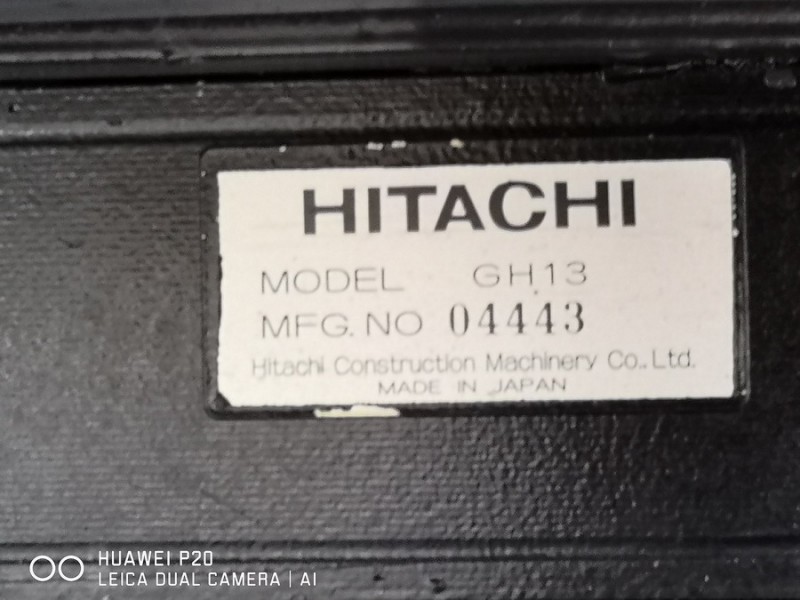 HITACHI
MODEL GH13
MFG. NO 04443
Hitachi Construction Machinery Co., Ltd.
MADE IN JAPAN
HUAWEI P20
LEICA DUAL CAMERA | AI